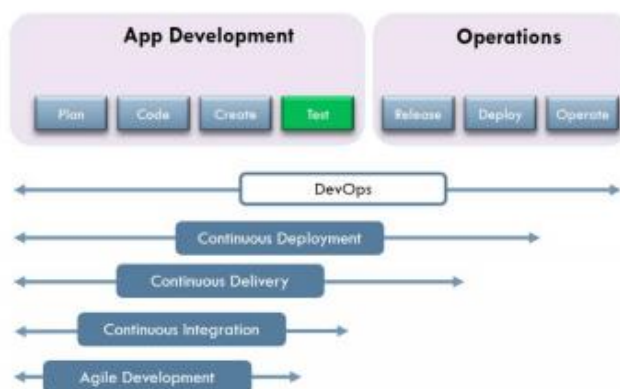 App Development
Operations
Plan
Code
Create
Test
Release
Deploy
Operate
DevOps
Continuous Deployment
Continuous Delivery
Continuous Integration
Agile Development